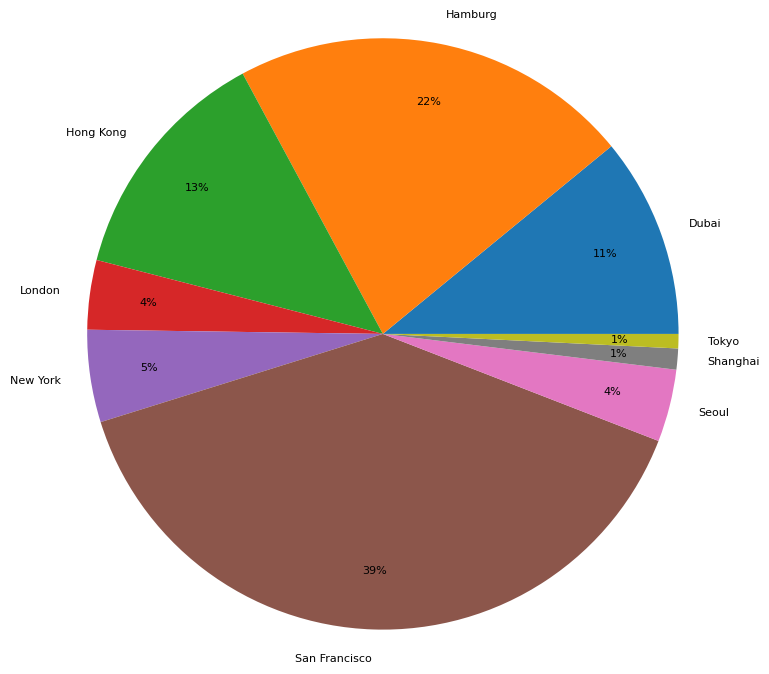 Hamburg
22%
Hong Kong
13%
Dubai
11%
London
4%
New York
5%
Tokyo
1%
Shanghai
1%
Seoul
4%
39%
San Francisco